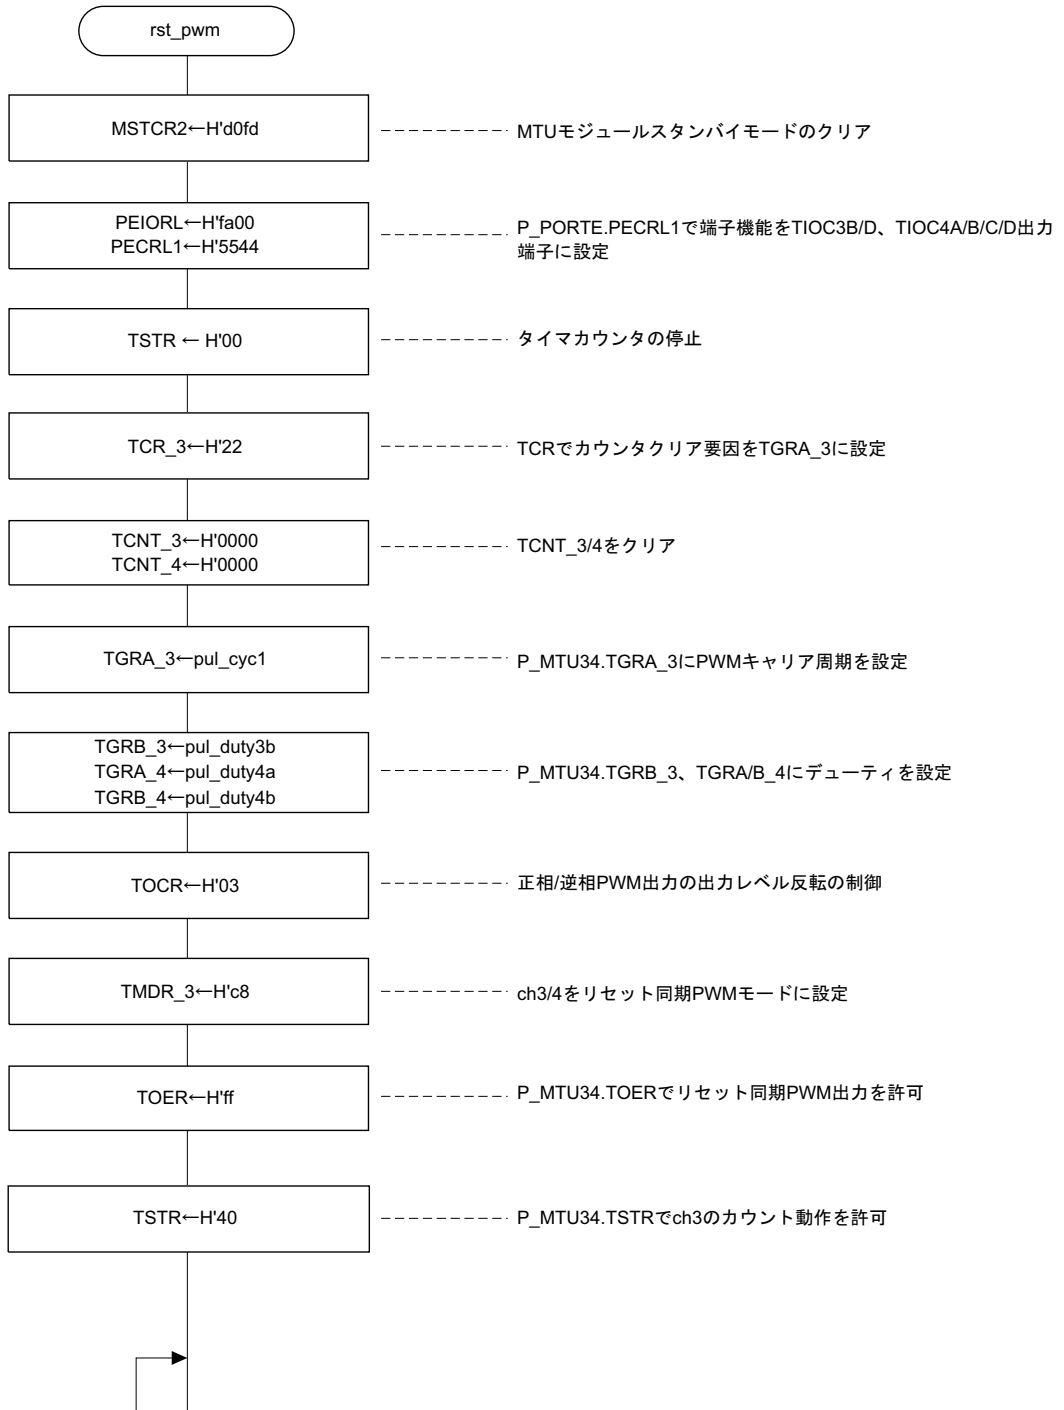 rst_pwm
MSTCR2←H'd0fd
MTUモジュールスタンバイモードのクリア
PEIORL←H'fa00
PECRL1←H'5544
P_PORTE.PECRL1で端子機能をTIOC3B/D、TIOC4A/B/C/D出力
端子に設定
TSTR ← H'00
タイマカウンタの停止
TCR_3←H'22
TCRでカウンタクリア要因をTGRA_3に設定
TCNT_3←H'0000
TCNT_4←H'0000
TCNT_3/4をクリア
TGRA_3←pul_cyc1
P_MTU34.TGRA_3にPWMキャリア周期を設定
TGRB_3←pul_duty3b
TGRA_4←pul_duty4a
TGRB_4←pul_duty4b
P_MTU34.TGRB_3、TGRA/B_4にデューティを設定
TOCR←H'03
正相/逆相PWM出力の出力レベル反転の制御
TMDR_3←H'c8
ch3/4をリセット同期PWMモードに設定
TOER←H'ff
P_MTU34.TOERでリセット同期PWM出力を許可
TSTR←H'40
P_MTU34.TSTRでch3のカウント動作を許可